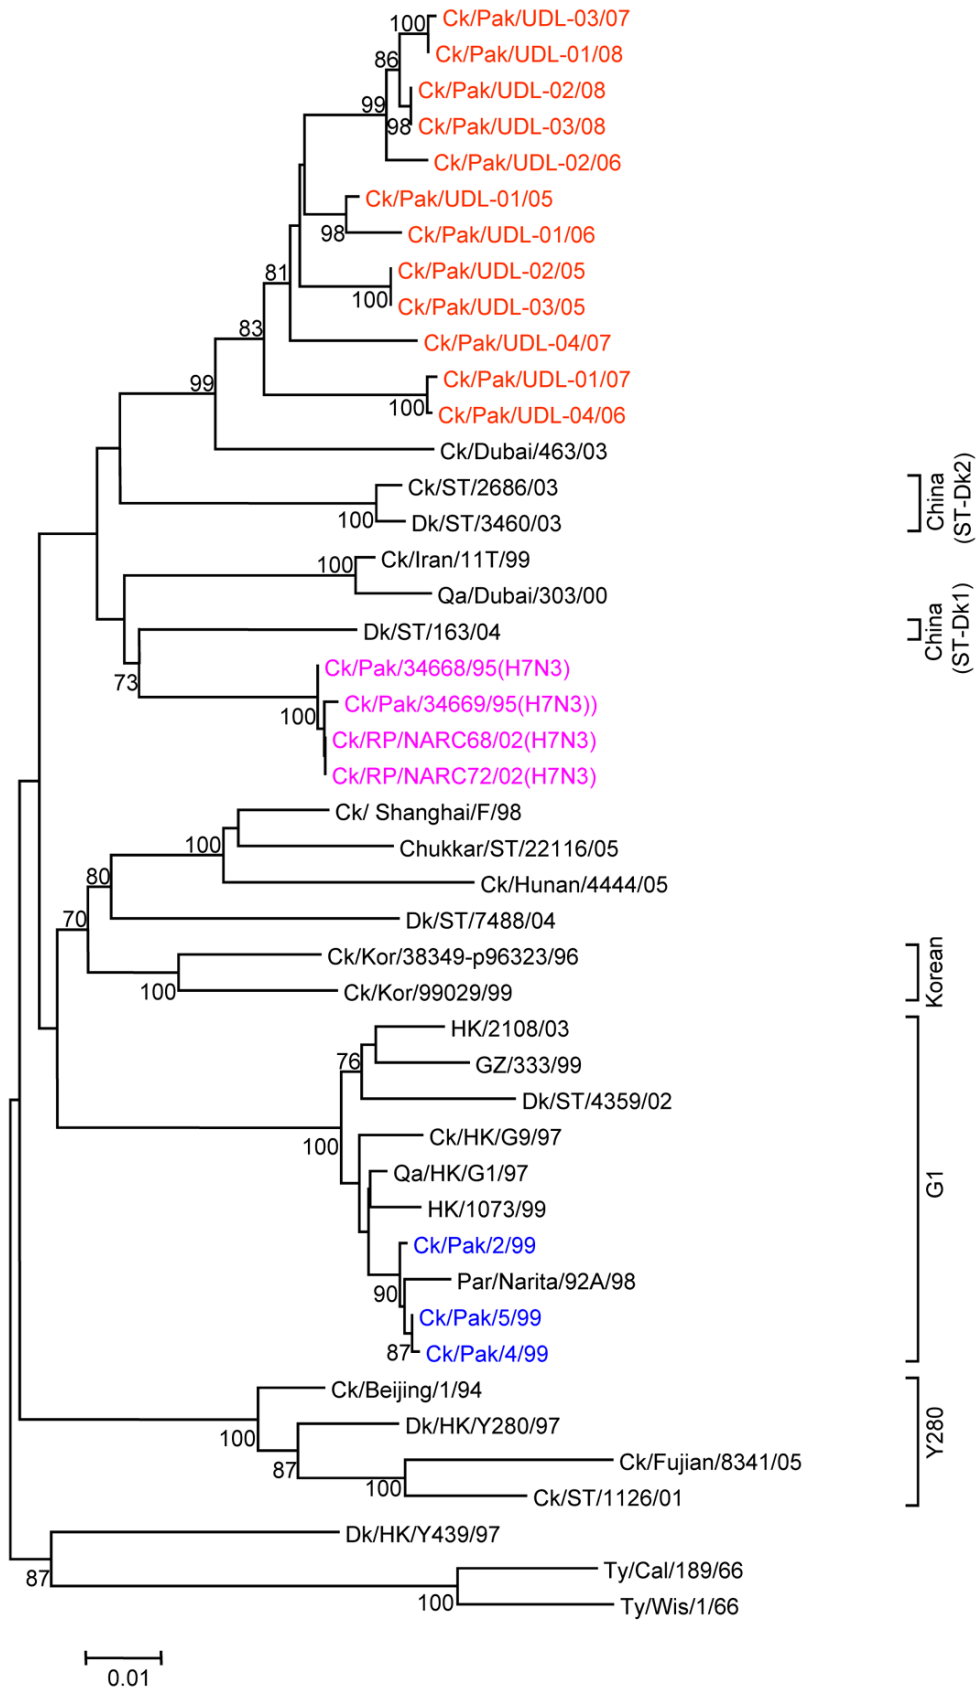 100
Ck/Pak/UDL-03/07
Ck/Pak/UDL-01/08
86
Ck/Pak/UDL-02/08
99
98
Ck/Pak/UDL-03/08
Ck/Pak/UDL-02/06
Ck/Pak/UDL-01/05
98
Ck/Pak/UDL-01/06
81
Ck/Pak/UDL-02/05
100
Ck/Pak/UDL-03/05
83
Ck/Pak/UDL-04/07
99
Ck/Pak/UDL-01/07
100
Ck/Pak/UDL-04/06
Ck/Dubai/463/03
Ck/ST/2686/03
100
Dk/ST/3460/03
China
(ST-Dk2)
100
Ck/Iran/11T/99
Qa/Dubai/303/00
Dk/ST/163/04
China
(ST-Dk1)
73
Ck/Pak/34668/95(H7N3)
100
Ck/Pak/34669/95(H7N3))
Ck/RP/NARC68/02(H7N3)
Ck/RP/NARC72/02(H7N3)
Ck/ Shanghai/F/98
100
Chukkar/ST/22116/05
80
Ck/Hunan/4444/05
70
Dk/ST/7488/04
Ck/Kor/38349-p96323/96
100
Ck/Kor/99029/99
Korean
HK/2108/03
76
GZ/333/99
Dk/ST/4359/02
100
Ck/HK/G9/97
Qa/HK/G1/97
HK/1073/99
G1
Ck/Pak/2/99
90
Par/Narita/92A/98
Ck/Pak/5/99
87
Ck/Pak/4/99
Ck/Beijing/1/94
100
Dk/HK/Y280/97
87
Ck/Fujian/8341/05
100
Ck/ST/1126/01
Y280
Dk/HK/Y439/97
87
Ty/Cal/189/66
100
Ty/Wis/1/66
0.01